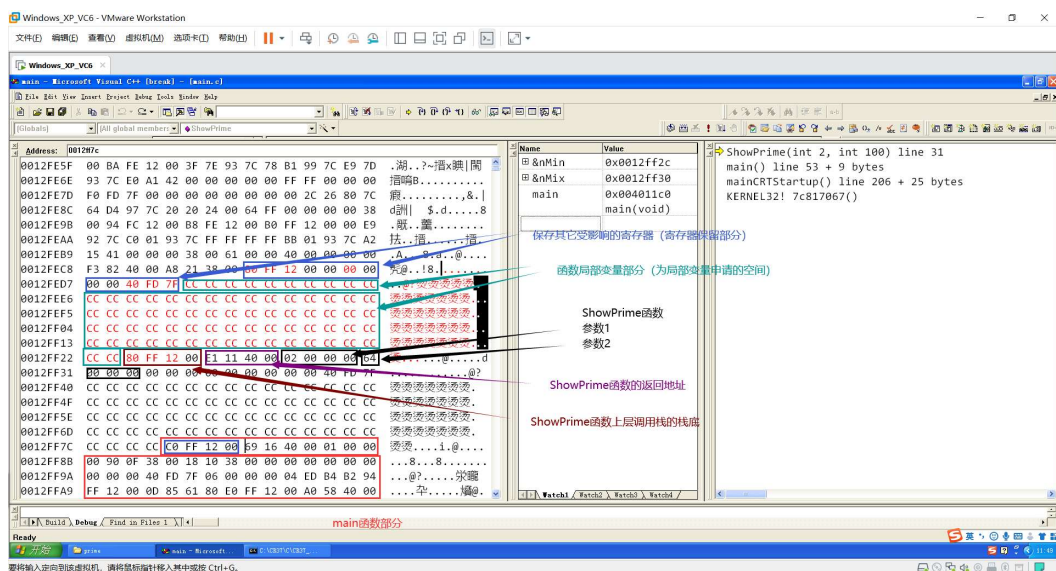 Windows_XP_VC6 - VMware Workstation
文件(F) 编辑(E) 查看(V) 虚拟机(M) 选项卡(T) 帮助(H)
Windows_XP_VC6 ×
main - Microsoft Visual C++ [break] - [main.c]
File Edit View Insert Project Debug Tools Window Help
[Globals] [All global members] ShowPrime
Address: 0012ff7c
0012FE5F 00 BA FE 12 00 3F 7E 93 7C 78 B1 99 7C E9 7D
0012FE6E 93 7C E0 A1 42 00 00 00 00 00 FF FF 00 00 00
0012FE7D F0 FD 7F 00 00 00 00 00 00 00 00 2C 26 80 7C
0012FE8C 64 D4 97 7C 20 20 24 00 64 FF 00 00 00 00 38
0012FE9B 00 94 FC 12 00 B8 FE 12 00 B0 FF 12 00 00 E9
0012FEAA 92 7C C0 01 93 7C FF FF FF FF BB 01 93 7C A2
0012FEB9 15 41 00 00 00 38 00 61 00 00 40 00 00 00 00
0012FEC8 F3 82 40 00 A8 21 38 00 80 FF 12 00 00 00 00
0012FED7 00 00 40 FD 7F CC CC CC CC CC CC CC CC CC CC
0012FEE6 CC CC CC CC CC CC CC CC CC CC CC CC CC CC CC
0012FEF5 CC CC CC CC CC CC CC CC CC CC CC CC CC CC CC
0012FF04 CC CC CC CC CC CC CC CC CC CC CC CC CC CC CC
0012FF13 CC CC CC CC CC CC CC CC CC CC CC CC CC CC CC
0012FF22 CC CC 80 FF 12 00 E1 11 40 00 02 00 00 00 64
0012FF31 00 00 00 00 00 00 00 00 00 00 00 40 FD 7F
0012FF40 CC CC CC CC CC CC CC CC CC CC CC CC CC CC CC
0012FF4F CC CC CC CC CC CC CC CC CC CC CC CC CC CC CC
0012FF5E CC CC CC CC CC CC CC CC CC CC CC CC CC CC CC
0012FF6D CC CC CC CC CC CC CC CC CC CC CC CC CC CC CC
0012FF7C CC CC CC CC C0 FF 12 00 69 16 40 00 01 00 00
0012FF8B 00 90 0F 38 00 18 10 38 00 00 00 00 00 00 00
0012FF9A 00 00 00 40 FD 7F 06 00 00 00 04 ED B4 B2 94
0012FFA9 FF 12 00 0D 85 61 80 E0 FF 12 00 A0 58 40 00
Name Value
&nMin 0x0012ff2c
&nMix 0x0012ff30
main 0x004011c0
main(void)
ShowPrime(int 2, int 100) line 31
main() line 53 + 9 bytes
mainCRTStartup() line 206 + 25 bytes
KERNEL32! 7c817067()
保存其它受影响的寄存器（寄存器保留部分）
函数局部变量部分（为局部变量申请的空间）
ShowPrime函数
参数1
参数2
ShowPrime函数的返回地址
ShowPrime函数上层调用栈的栈底
Watch1 Watch2 Watch3 Watch4
Build Debug Find in Files 1
main函数部分
Ready
开始 prime main - Microsoft... 11:48
要将输入定向到该虚拟机，请将鼠标指针移入其中或按 Ctrl+G。